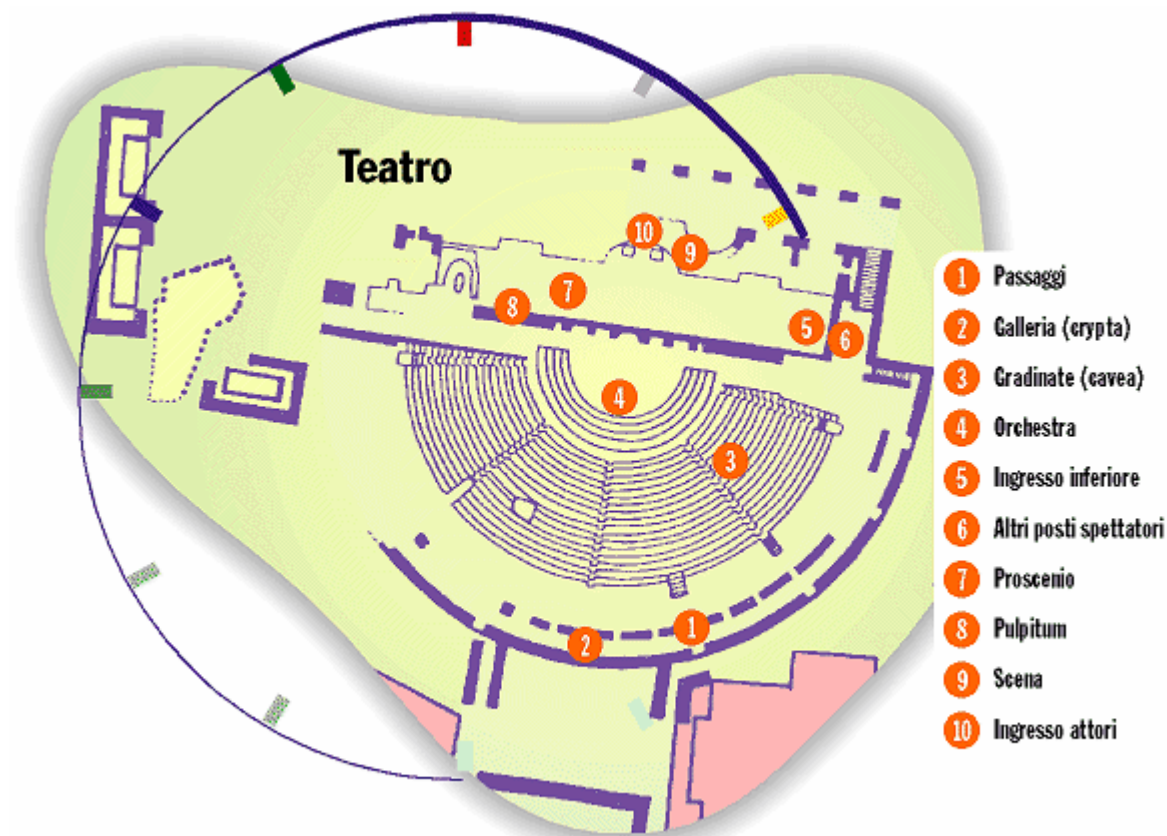 Teatro
10
9
7
8
5
6
4
3
1
2
1 Passaggi
2 Galleria (crypta)
3 Gradinate (cavea)
4 Orchestra
5 Ingresso inferiore
6 Altri posti spettatori
7 Proscenio
8 Pulpitum
9 Scena
10 Ingresso attori